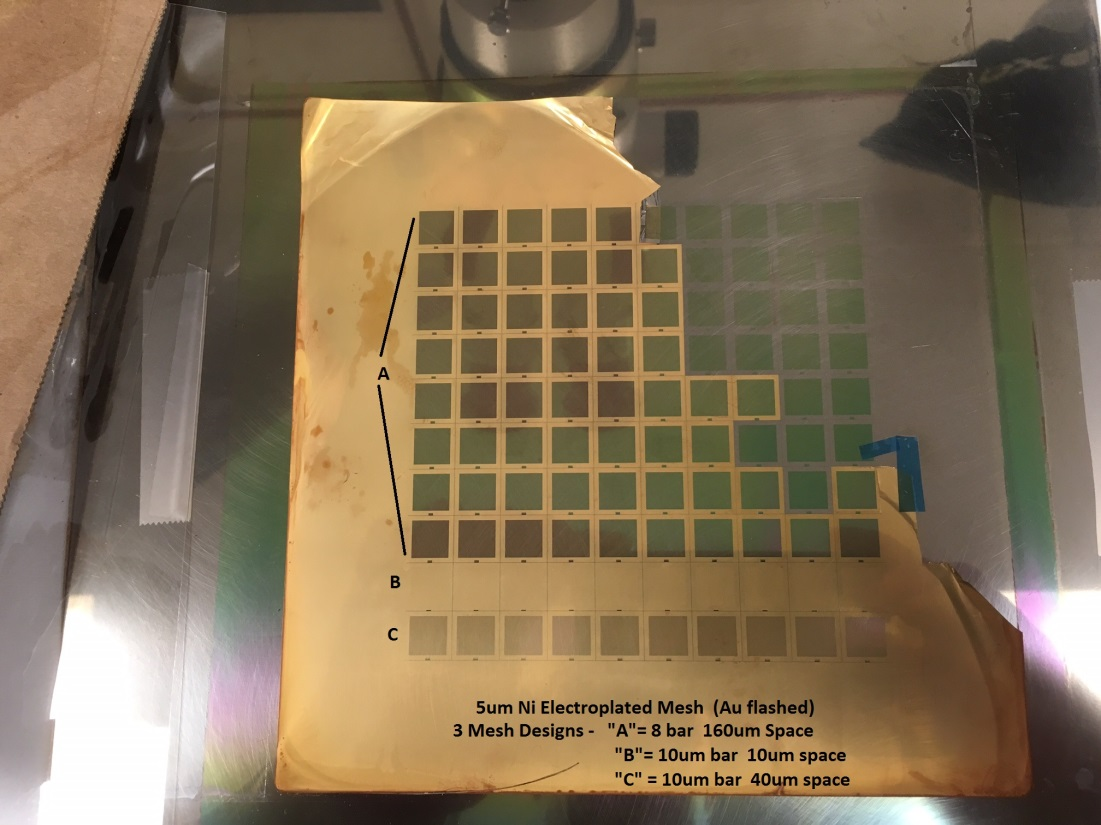 A
B
C
5um Ni Electroplated Mesh (Au flashed)
3 Mesh Designs - "A"= 8 bar 160um Space
"B"= 10um bar 10um space
"C" = 10um bar 40um space